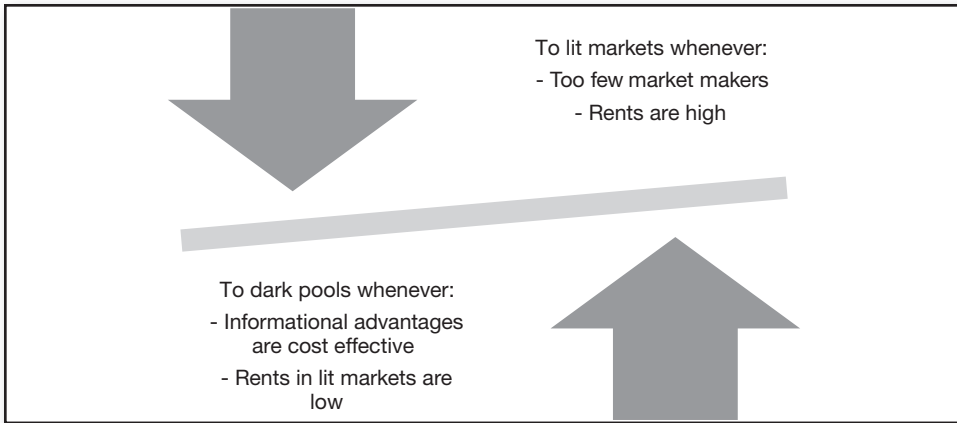 To lit markets whenever:
- Too few market makers
- Rents are high
To dark pools whenever:
- Informational advantages
are cost effective
- Rents in lit markets are
low